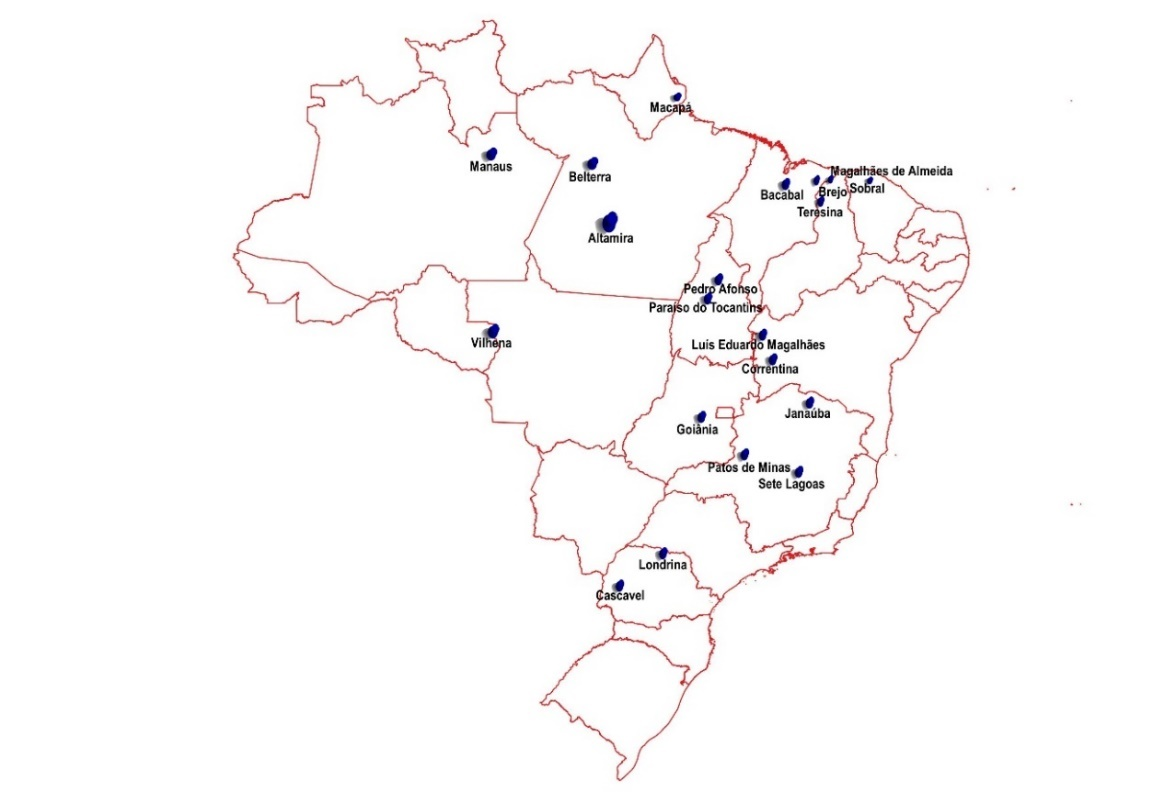 Macapá
Manaus
Belterra
Magalhães de Almeida
Bacabal
Brejo
Sobral
Teresina
Altamira
Pedro Afonso
Paraíso do Tocantins
Vilhena
Luís Eduardo Magalhães
Correntina
Janaúba
Goiânia
Patos de Minas
Sete Lagoas
Londrina
Cascavel